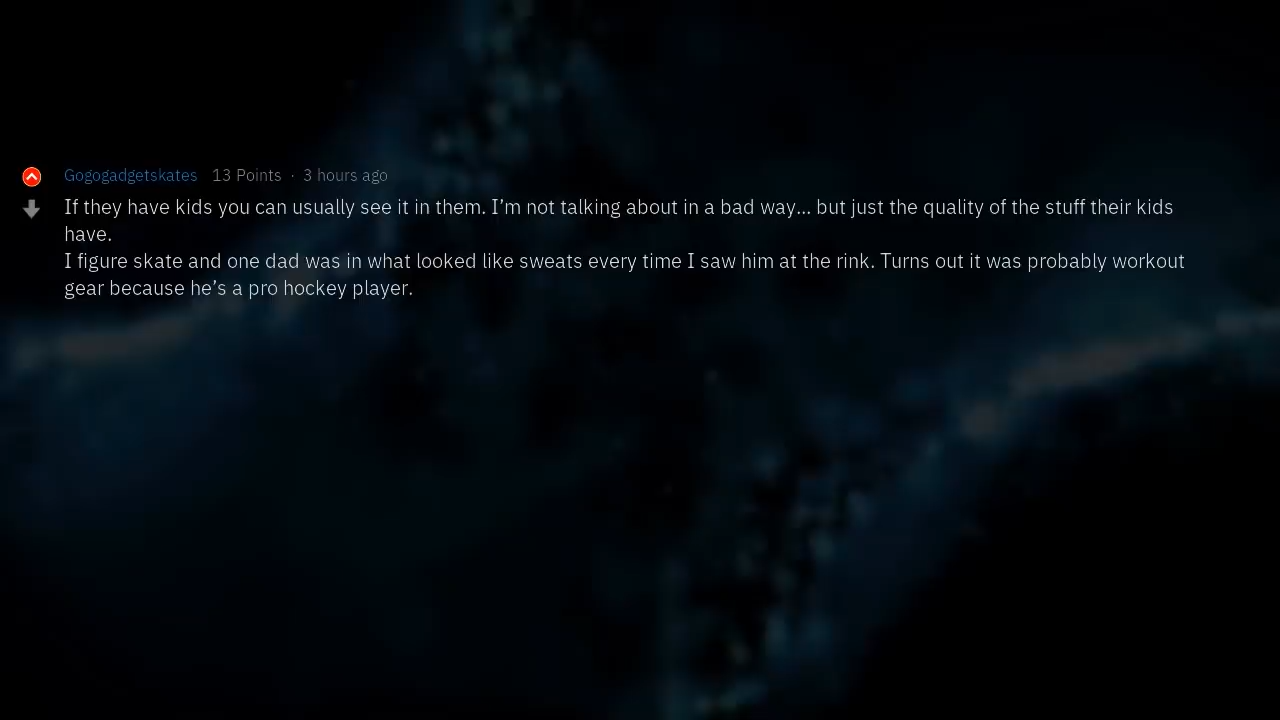 Gogogadgetskates 13 Points · 3 hours ago
If they have kids you can usually see it in them. I’m not talking about in a bad way... but just the quality of the stuff their kids
have.
I figure skate and one dad was in what looked like sweats every time I saw him at the rink. Turns out it was probably workout
gear because he’s a pro hockey player.